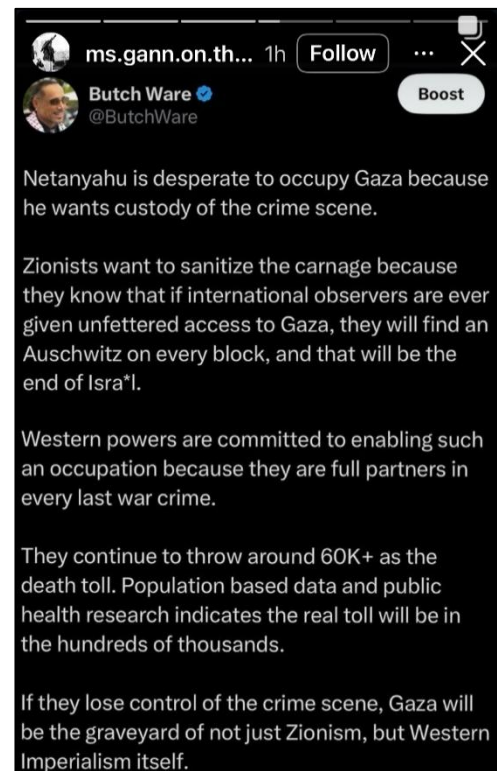 ms.gann.on.th... 1h Follow ...
Butch Ware
Boost
@ButchWare
Netanyahu is desperate to occupy Gaza because
he wants custody of the crime scene.
Zionists want to sanitize the carnage because
they know that if international observers are ever
given unfettered access to Gaza, they will find an
Auschwitz on every block, and that will be the
end of Isra*l.
Western powers are committed to enabling such
an occupation because they are full partners in
every last war crime.
They continue to throw around 60K+ as the
death toll. Population based data and public
health research indicates the real toll will be in
the hundreds of thousands.
If they lose control of the crime scene, Gaza will
be the graveyard of not just Zionism, but Western
Imperialism itself.